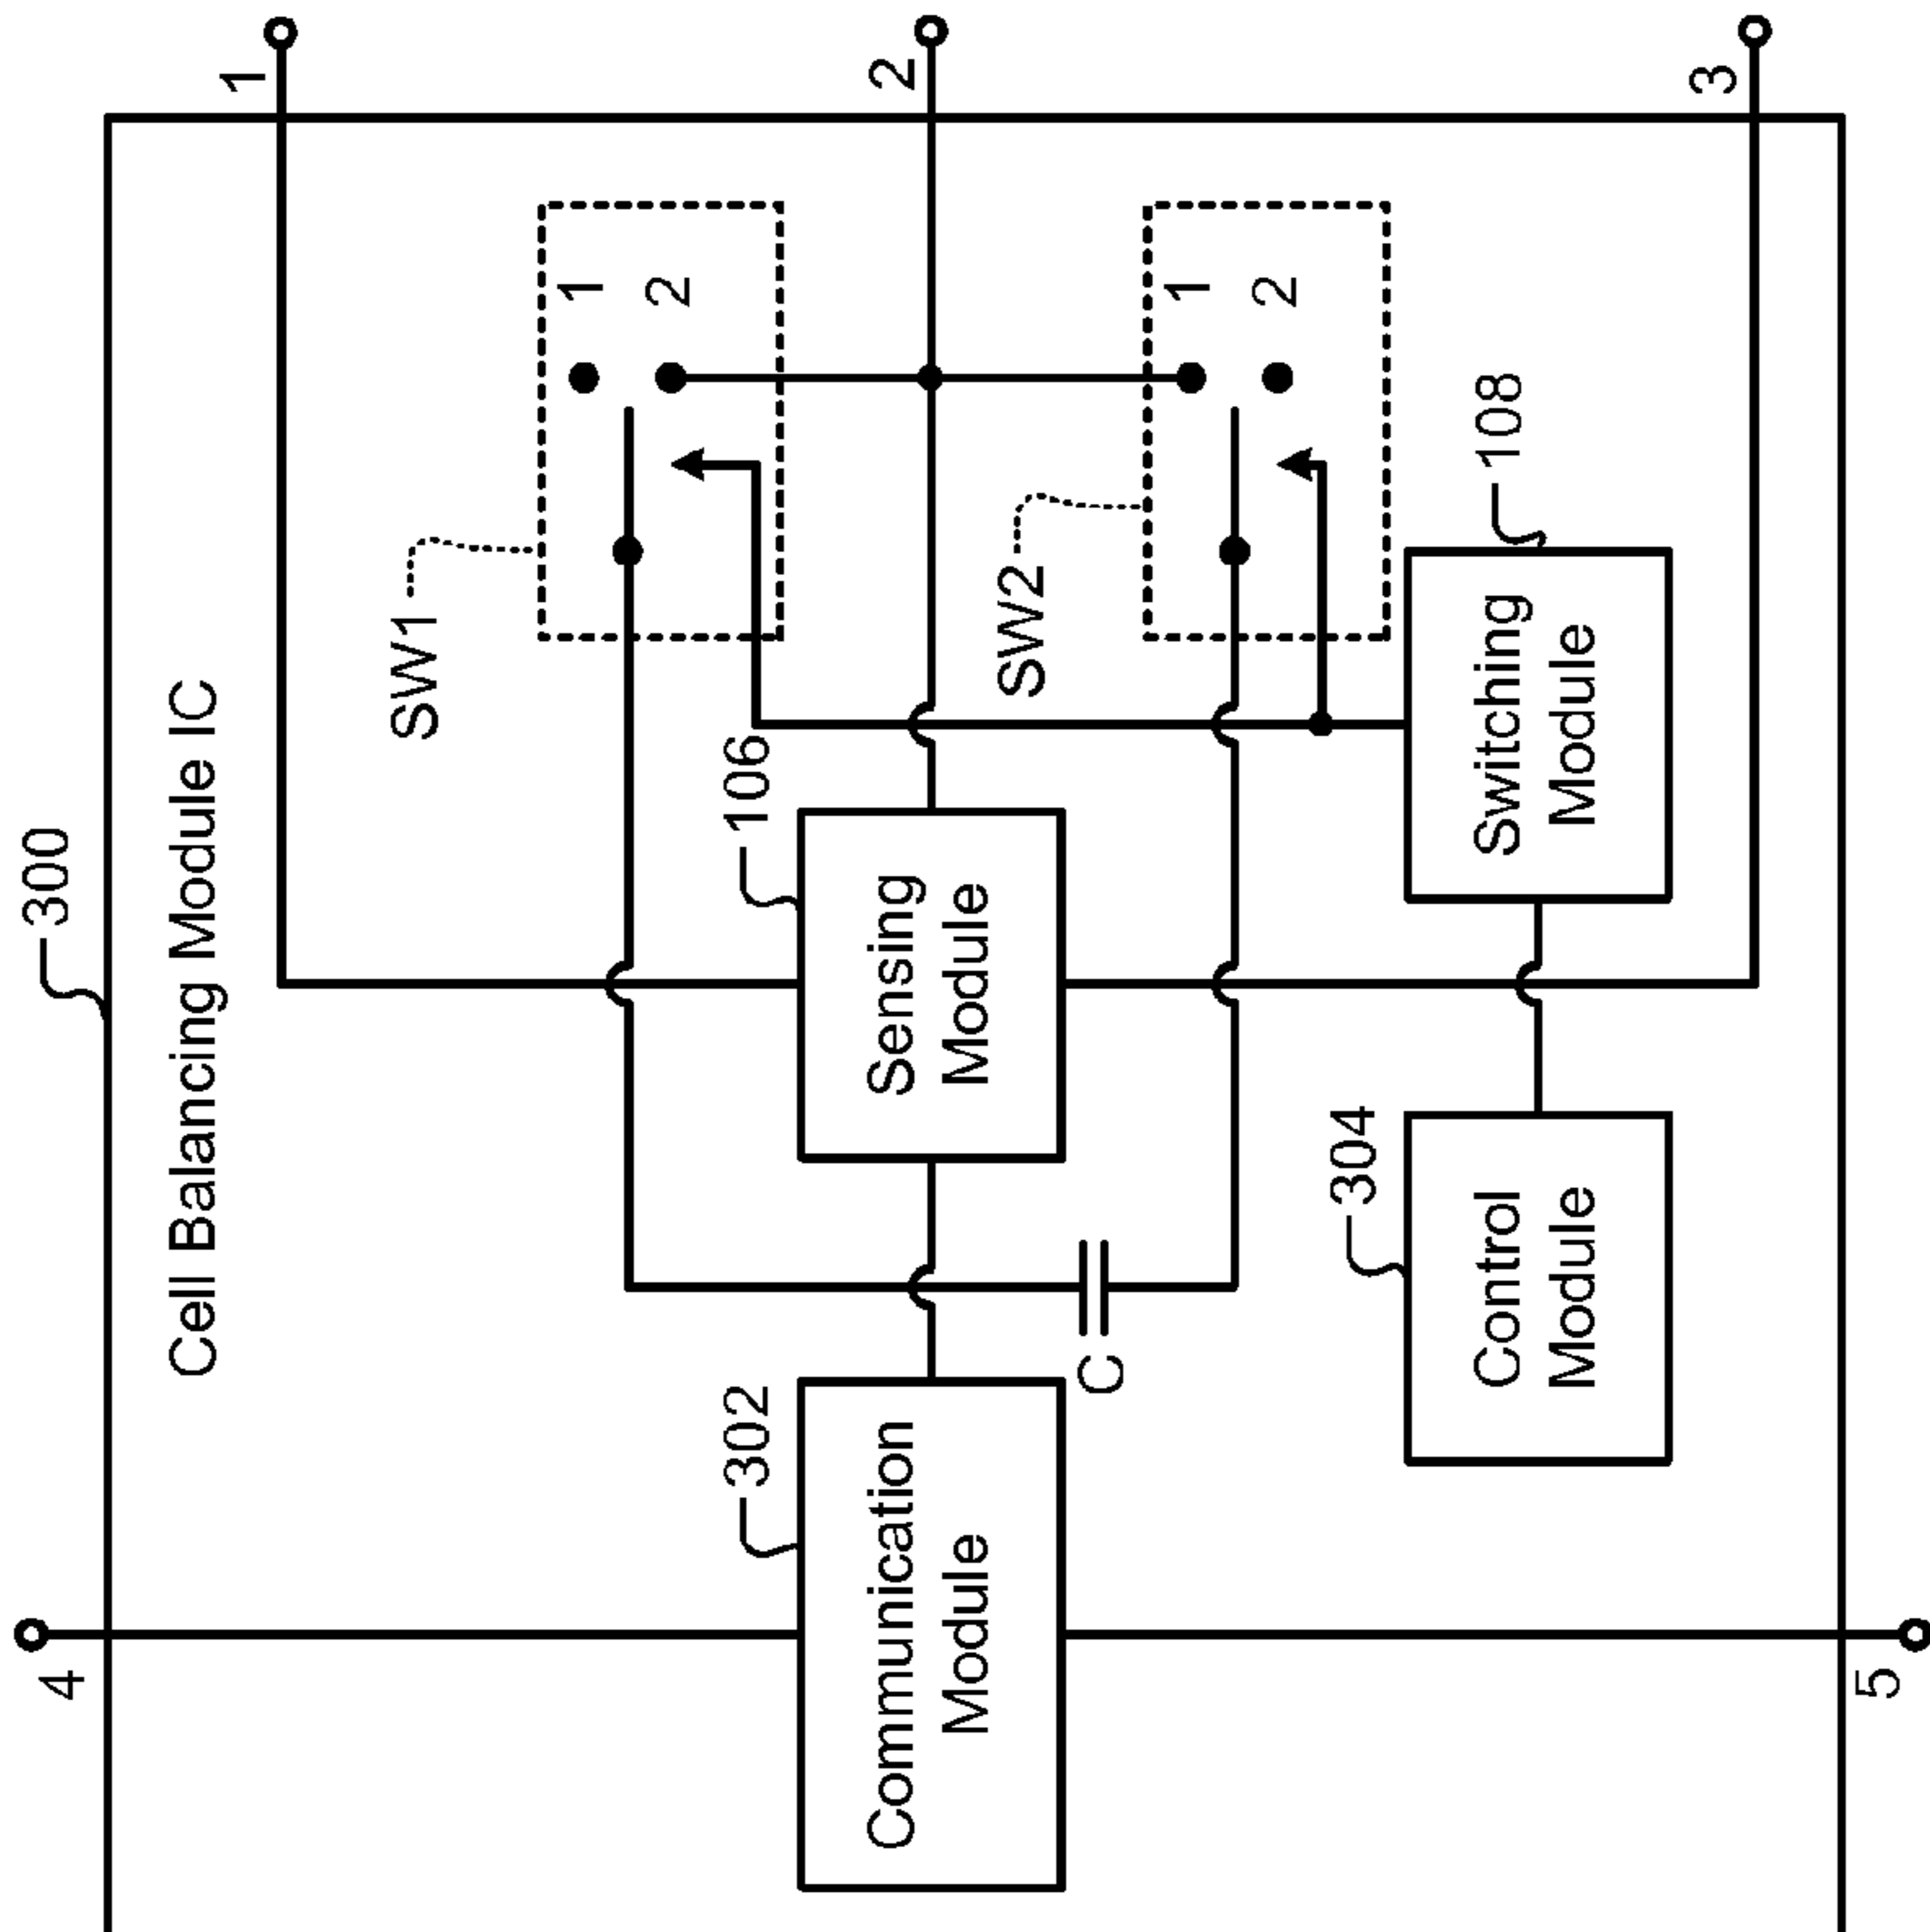 300
Cell Balancing Module IC
1
2
3
4
5
SW1
1
2
SW2
1
2
106
Sensing
Module
302
Communication
Module
C
304
Control
Module
108
Switching
Module